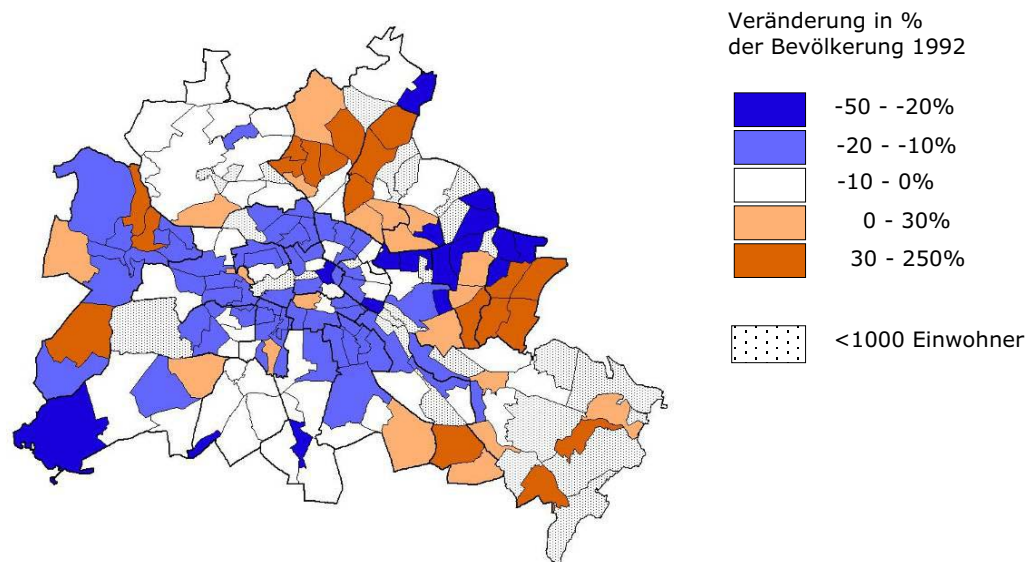 Veränderung in %
der Bevölkerung 1992
-50 - -20%
-20 - -10%
-10 - 0%
0 - 30%
30 - 250%
<1000 Einwohner